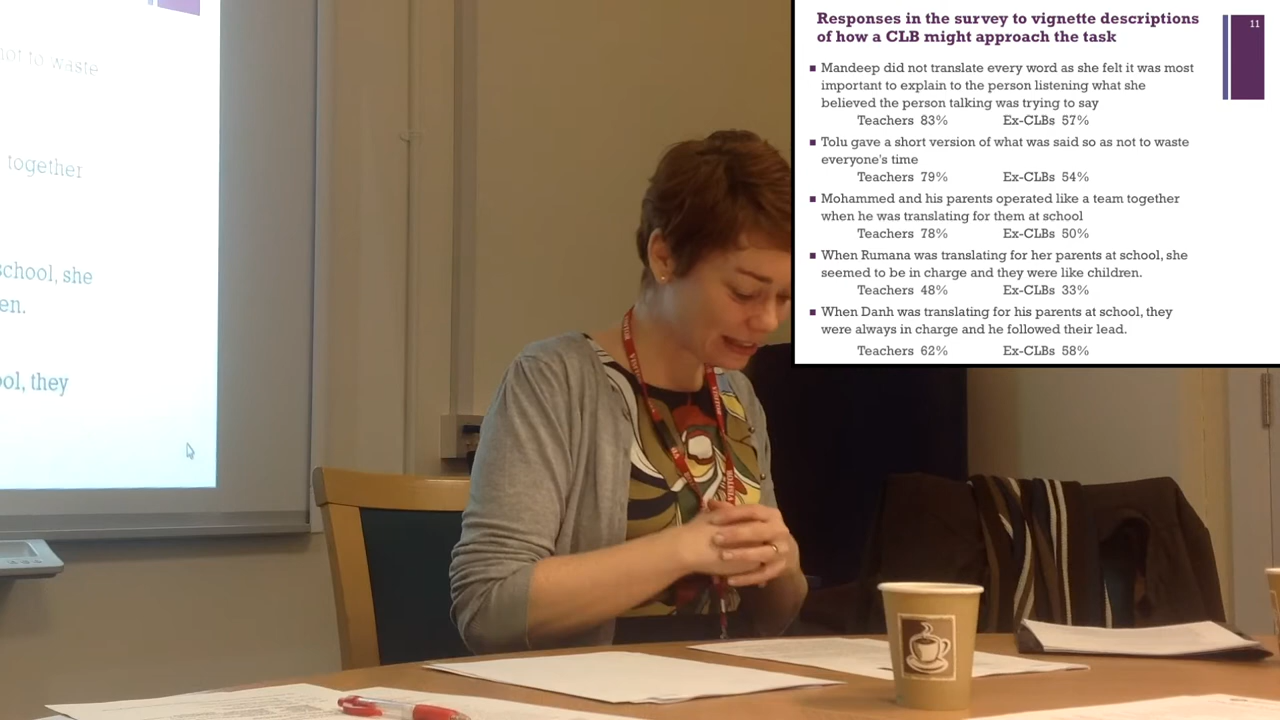 not to waste
together
school, she
en.
ool, they
VISITOR
VISITOR
Responses in the survey to vignette descriptions
of how a CLB might approach the task
11
▪ Mandeep did not translate every word as she felt it was most
important to explain to the person listening what she
believed the person talking was trying to say
Teachers 83% Ex-CLBs 57%
▪ Tolu gave a short version of what was said so as not to waste
everyone's time
Teachers 79% Ex-CLBs 54%
▪ Mohammed and his parents operated like a team together
when he was translating for them at school
Teachers 78% Ex-CLBs 50%
▪ When Rumana was translating for her parents at school, she
seemed to be in charge and they were like children.
Teachers 48% Ex-CLBs 33%
▪ When Danh was translating for his parents at school, they
were always in charge and he followed their lead.
Teachers 62% Ex-CLBs 58%